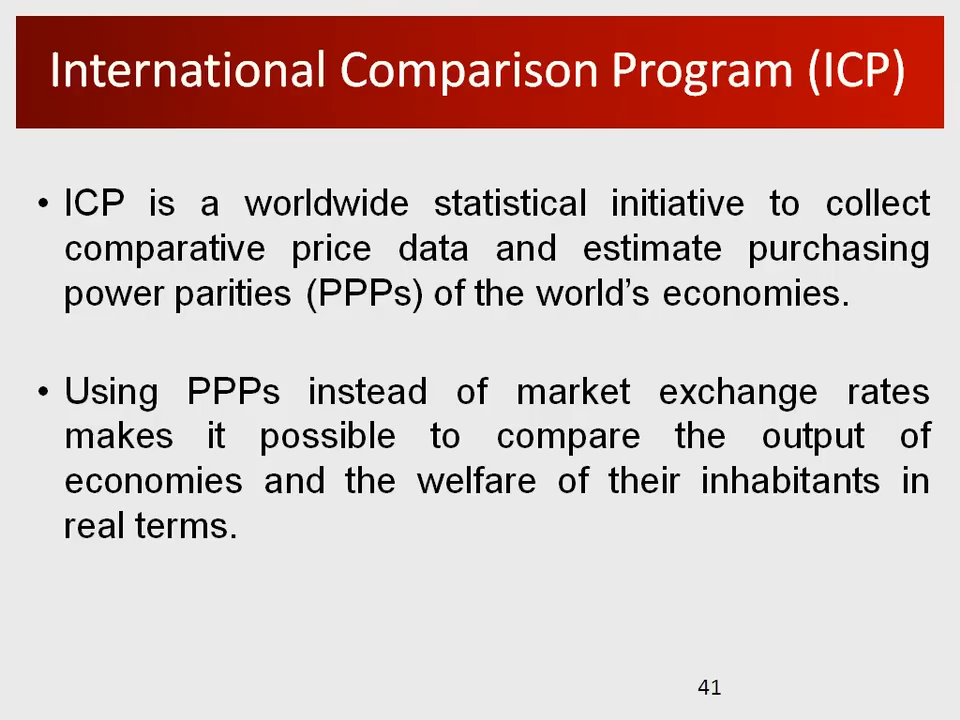 International Comparison Program (ICP)
• ICP is a worldwide statistical initiative to collect
comparative price data and estimate purchasing
power parities (PPPs) of the world's economies.
• Using PPPs instead of market exchange rates
makes it possible to compare the output of
economies and the welfare of their inhabitants in
real terms.
41